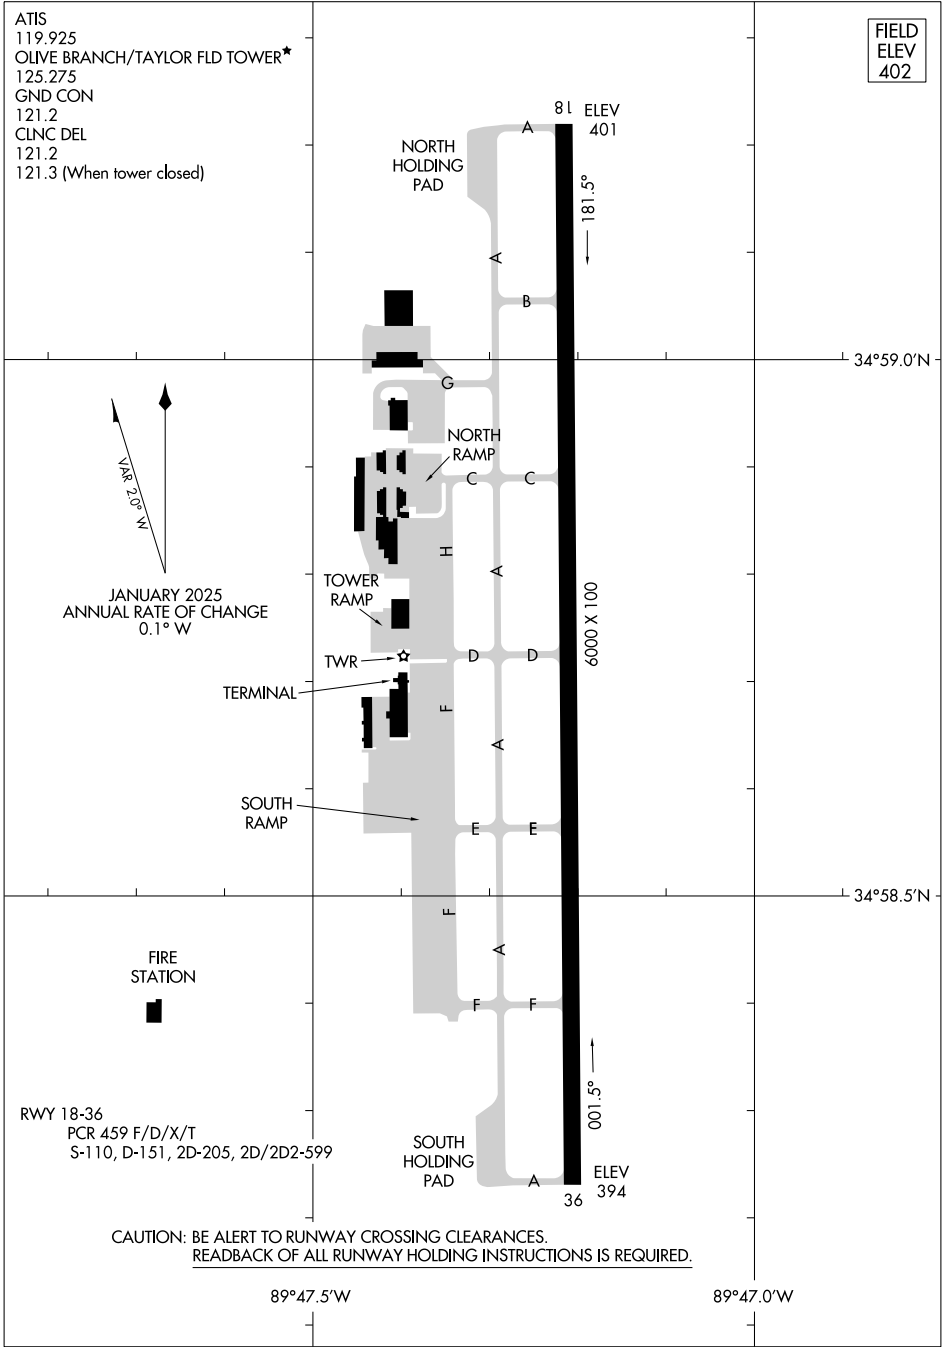 ATIS
119.925
OLIVE BRANCH/TAYLOR FLD TOWER★
125.275
GND CON
121.2
CLNC DEL
121.2
121.3 (When tower closed)
FIELD
ELEV
402
18
ELEV
401
A
NORTH
HOLDING
PAD
181.5°
A
B
34°59.0'N
G
VAR 2.0° W
NORTH
RAMP
C
C
H
A
JANUARY 2025
ANNUAL RATE OF CHANGE
0.1° W
TOWER
RAMP
6000 X 100
TWR
D
D
TERMINAL
F
A
SOUTH
RAMP
E
E
34°58.5'N
F
A
FIRE
STATION
F
F
001.5°
RWY 18-36
PCR 459 F/D/X/T
S-110, D-151, 2D-205, 2D/2D2-599
SOUTH
HOLDING
PAD
A
36
ELEV
394
CAUTION: BE ALERT TO RUNWAY CROSSING CLEARANCES.
READBACK OF ALL RUNWAY HOLDING INSTRUCTIONS IS REQUIRED.
89°47.5'W
89°47.0'W